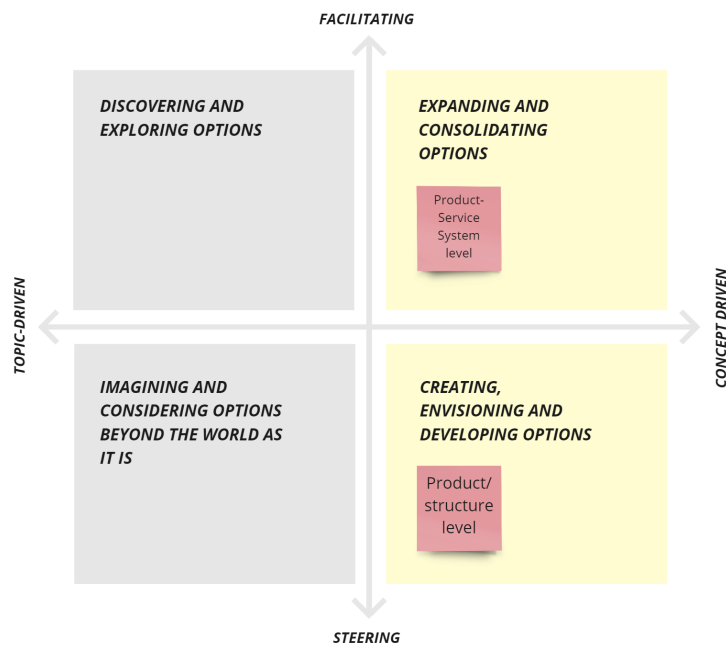 FACILITATING
DISCOVERING AND
EXPLORING OPTIONS
EXPANDING AND
CONSOLIDATING
OPTIONS
Product-
Service
System
level
TOPIC-DRIVEN
CONCEPT DRIVEN
IMAGINING AND
CONSIDERING OPTIONS
BEYOND THE WORLD AS
IT IS
CREATING,
ENVISIONING AND
DEVELOPING OPTIONS
Product/
structure
level
STEERING